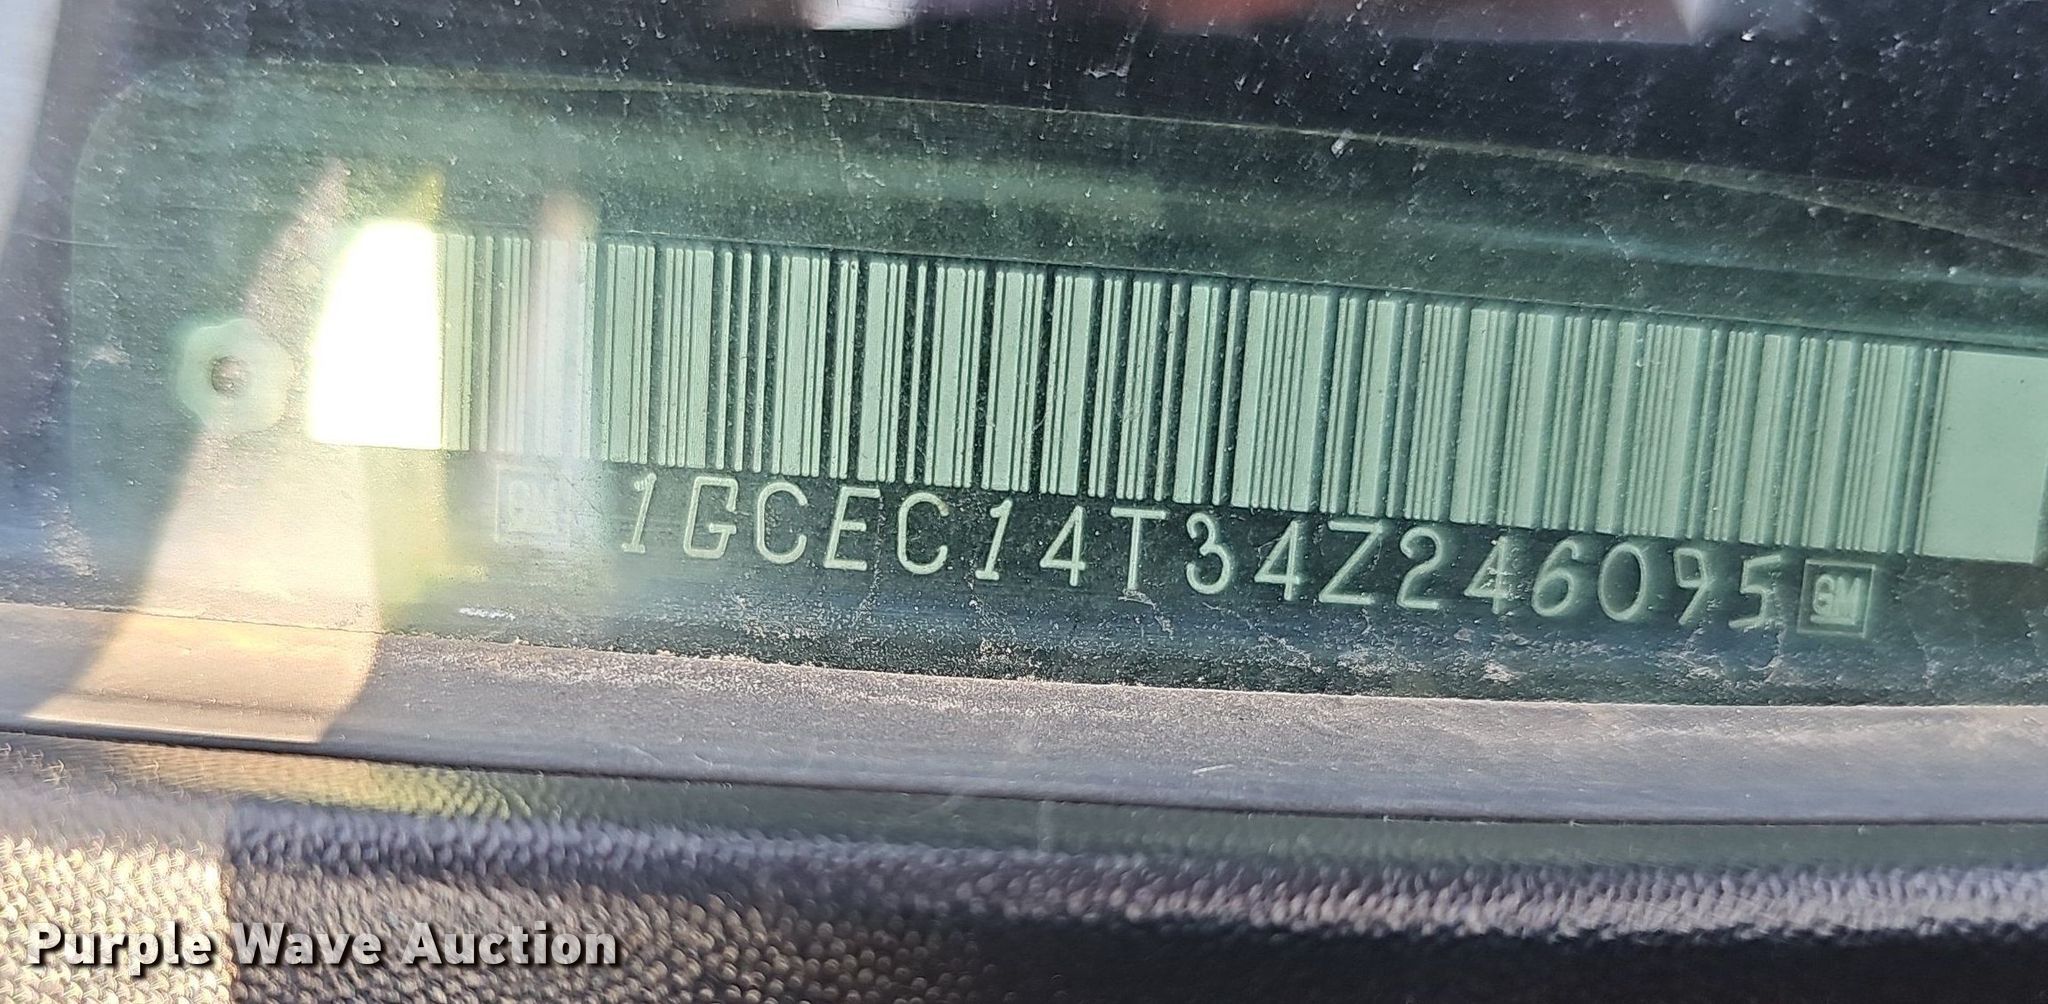 GM 1GCEC14T34Z246095 GM
Purple Wave Auction